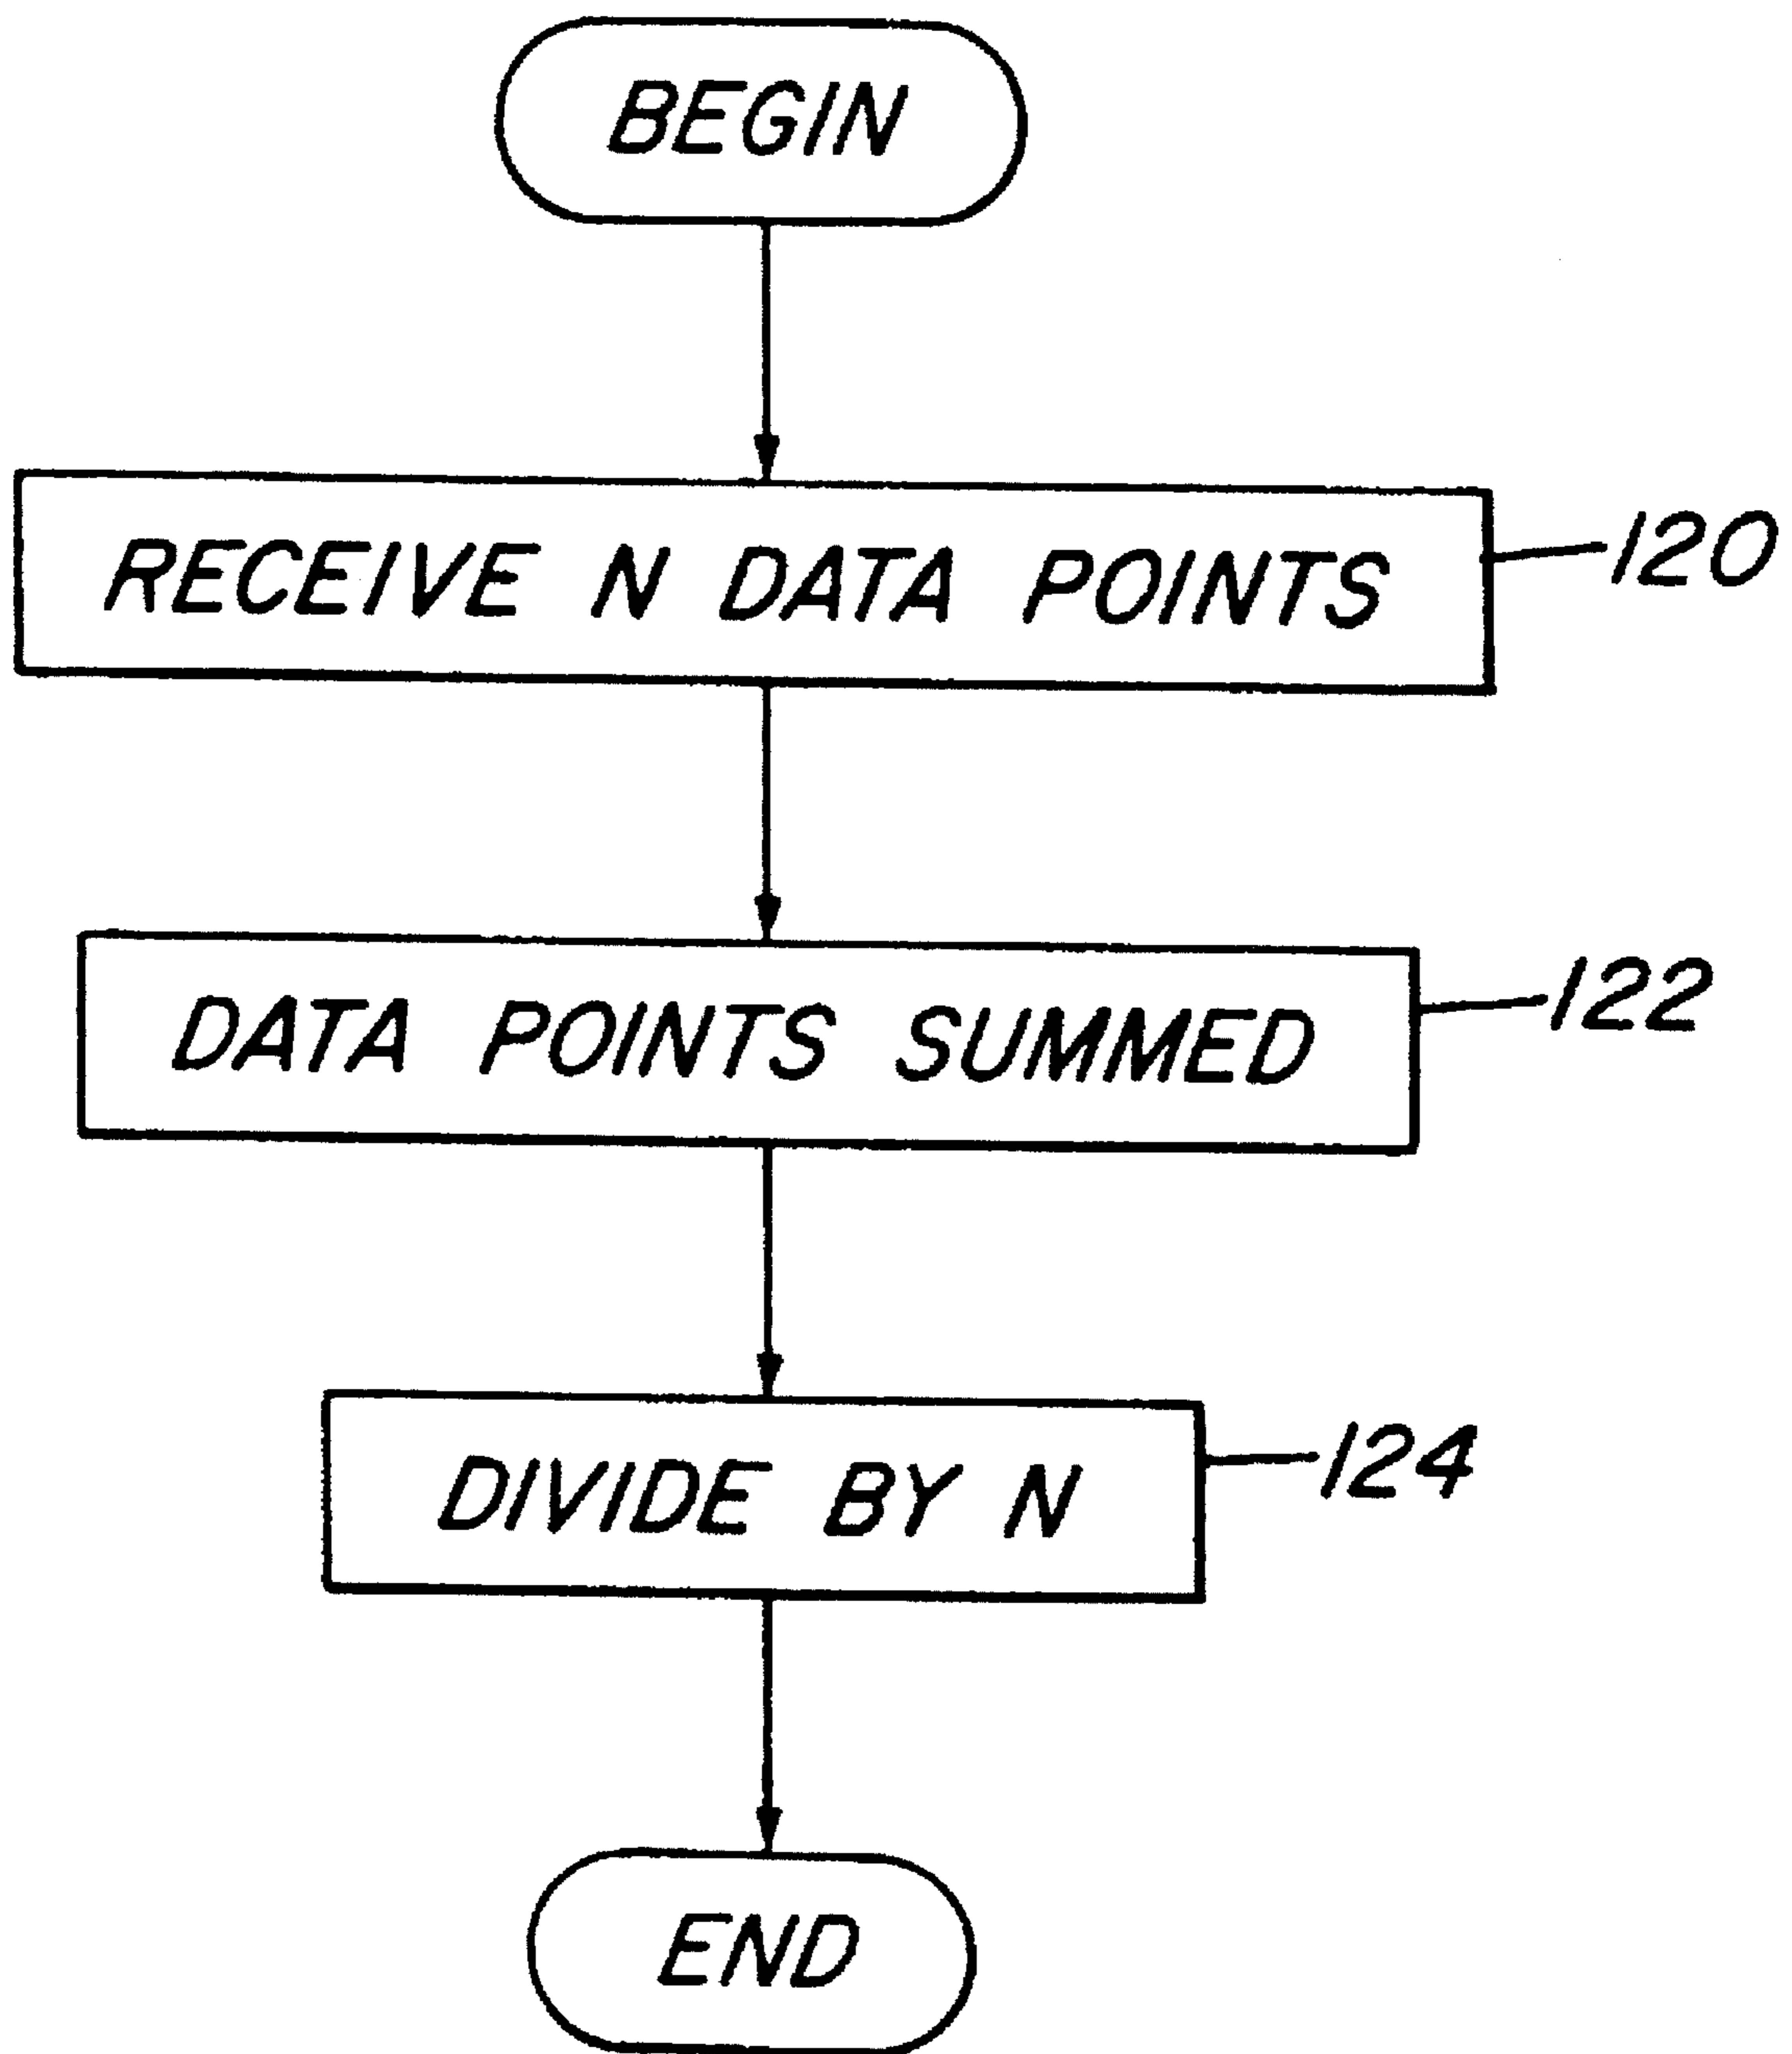 BEGIN
RECEIVE N DATA POINTS
120
DATA POINTS SUMMED
122
DIVIDE BY N
124
END